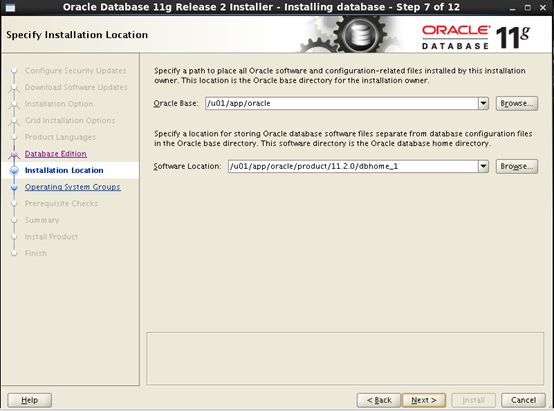 Oracle Database 11g Release 2 Installer - Installing database - Step 7 of 12
Specify Installation Location
ORACLE
DATABASE 11g
Configure Security Updates
Download Software Updates
Installation Option
Grid Installation Options
Product Languages
Database Edition
Installation Location
Operating System Groups
Prerequisite Checks
Summary
Install Product
Finish
Specify a path to place all Oracle software and configuration-related files installed by this installation
owner. This location is the Oracle base directory for the installation owner.
Oracle Base: /u01/app/oracle Browse...
Specify a location for storing Oracle database software files separate from database configuration files
in the Oracle base directory. This software directory is the Oracle database home directory.
Software Location: /u01/app/oracle/product/11.2.0/dbhome_1 Browse...
Help < Back Next > Install Cancel